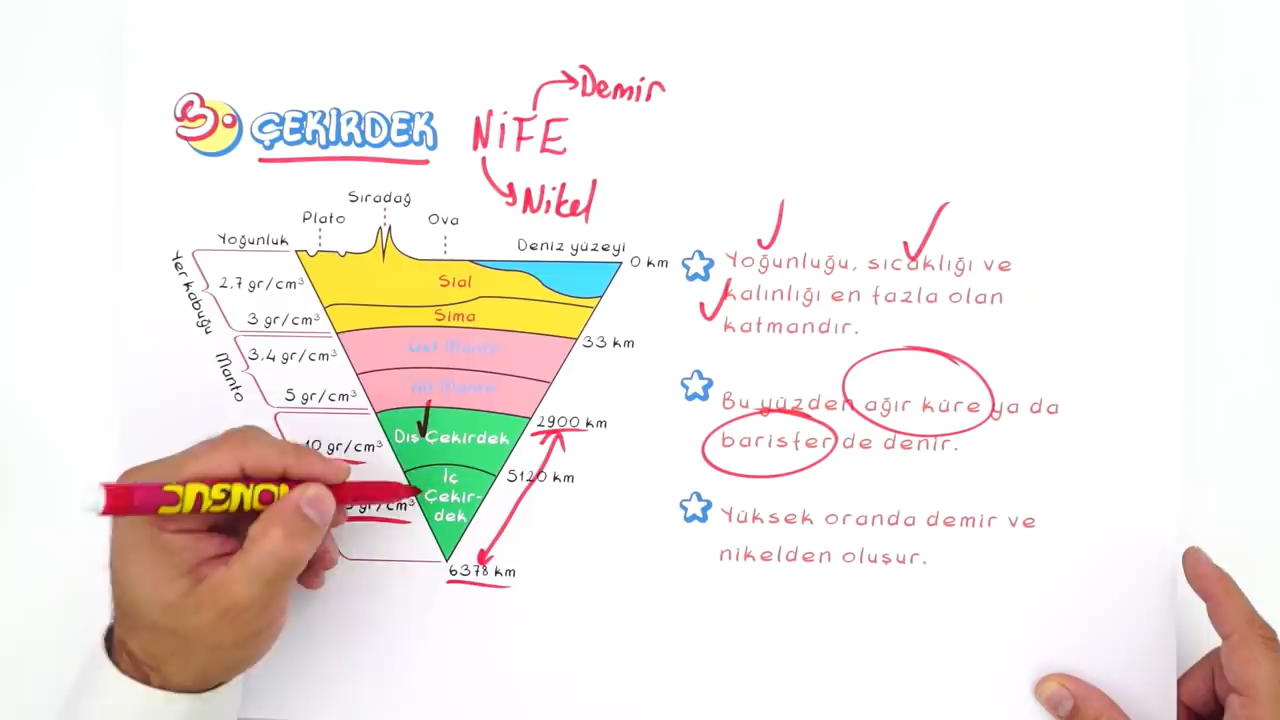 3. ÇEKİRDEK
NiFE
Demir
Nikel
Sıradağ
Plato
Ova
Yoğunluk
Deniz yüzeyi
0 km
Yer kabuğu
2,7 gr/cm³
Sial
3 gr/cm³
Sima
33 km
Manto
3,4 gr/cm³
Üst Manto
5 gr/cm³
Alt Manto
2900 km
10 gr/cm³
Dış Çekirdek
5120 km
gr/cm³
İç
Çekir-
dek
6378 km
Yoğunluğu, sıcaklığı ve
kalınlığı en fazla olan
katmandır.
Bu yüzden ağır küre ya da
barisfer de denir.
Yüksek oranda demir ve
nikelden oluşur.